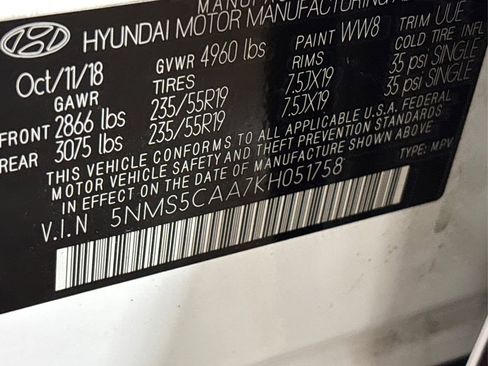 MANUF
HYUNDAI MOTOR MANUFACTURING
Oct/11/18 GVWR 4960 lbs PAINT WW8 TRIM UUE
GAWR TIRES RIMS COLD TIRE INFL
FRONT 2866 lbs 235/55R19 7.5JX19 35 psi SINGLE
REAR 3075 lbs 235/55R19 7.5JX19 35 psi SINGLE
THIS VEHICLE CONFORMS TO ALL APPLICABLE U.S.A. FEDERAL
MOTOR VEHICLE SAFETY AND THEFT PREVENTION STANDARDS
IN EFFECT ON THE DATE OF MANUFACTURE SHOWN ABOVE.
V.I.N 5NMS5CAA7KH051758 TYPE: MPV